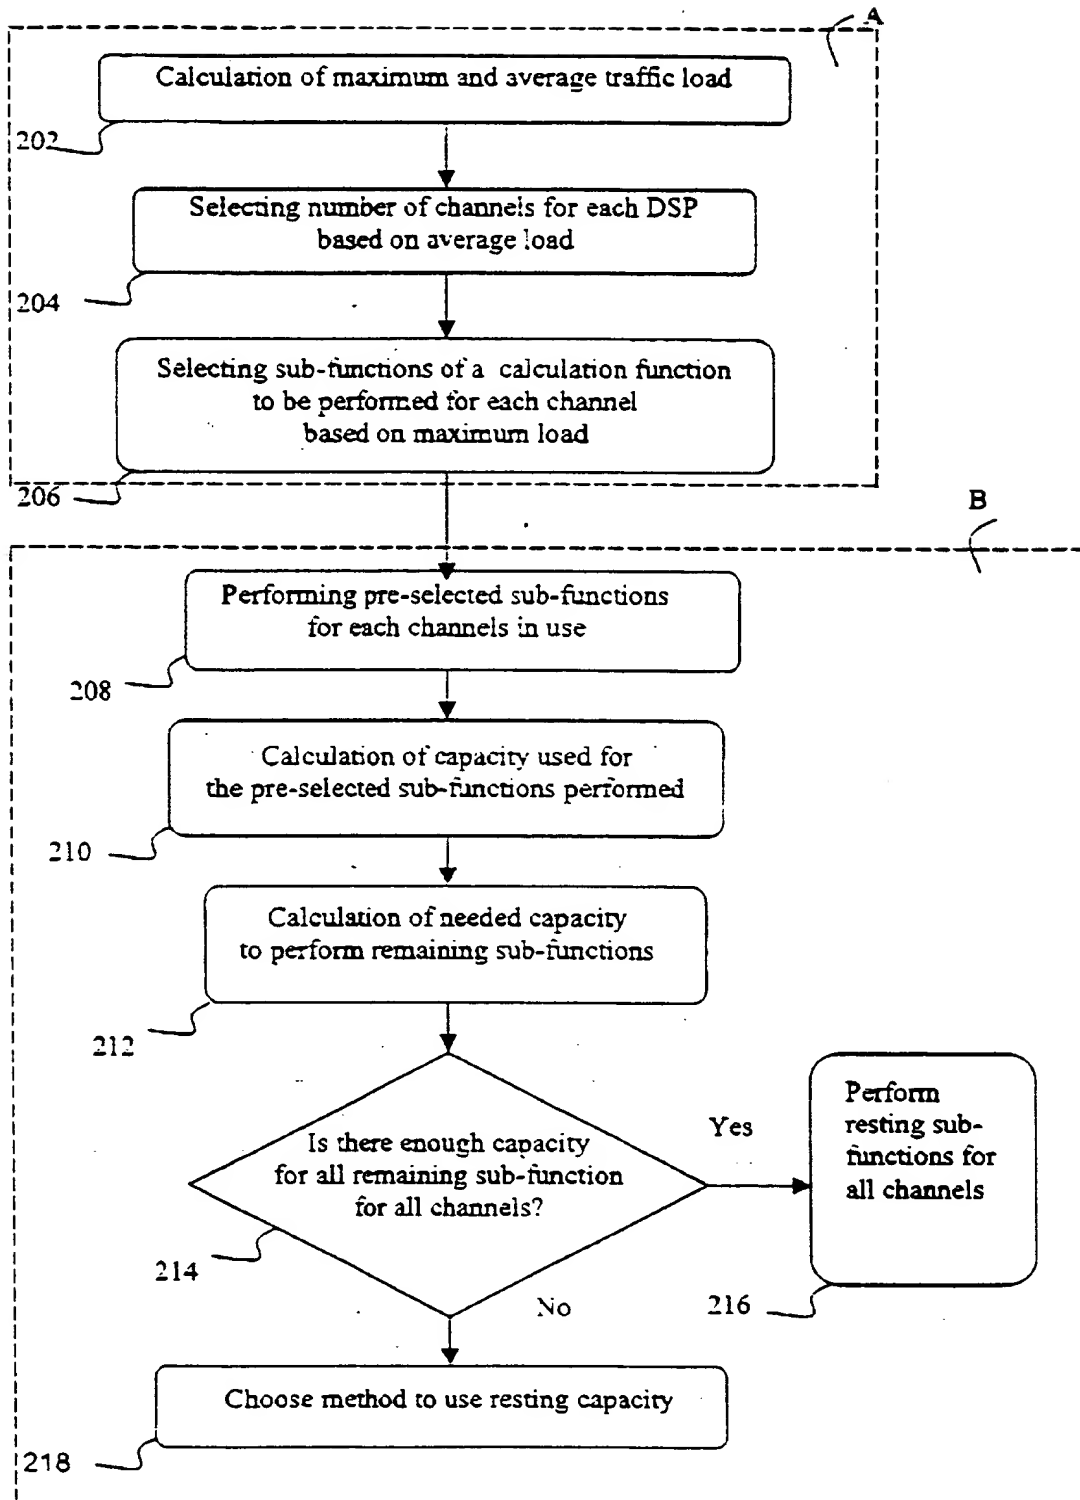 A
Calculation of maximum and average traffic load
202
Selecting number of channels for each DSP
based on average load
204
Selecting sub-functions of a calculation function
to be performed for each channel
based on maximum load
206
B
Performing pre-selected sub-functions
for each channels in use
208
Calculation of capacity used for
the pre-selected sub-functions performed
210
Calculation of needed capacity
to perform remaining sub-functions
212
Is there enough capacity
for all remaining sub-function
for all channels?
214
Yes
Perform
resting sub-
functions for
all channels
216
No
Choose method to use resting capacity
218